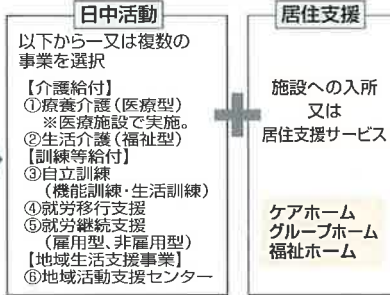 日中活動
以下から一又は複数の
事業を選択
【介護給付】
①療養介護(医療型)
※医療施設で実施。
②生活介護(福祉型)
【訓練等給付】
③自立訓練
(機能訓練・生活訓練)
④就労移行支援
⑤就労継続支援
(雇用型、非雇用型)
【地域生活支援事業】
⑥地域活動支援センター
居住支援
施設への入所
又は
居住支援サービス
ケアホーム
グループホーム
福祉ホーム